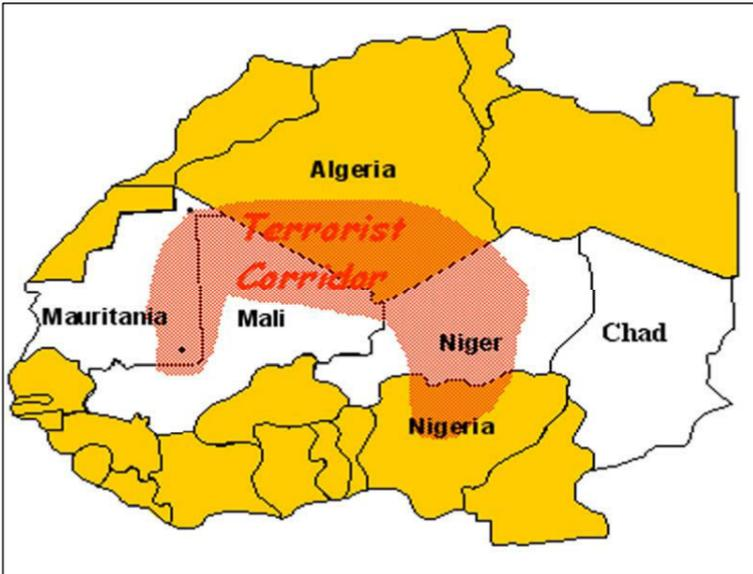 Algeria
Terrorist
Corridor
Mauritania
Mali
Niger
Chad
Nigeria